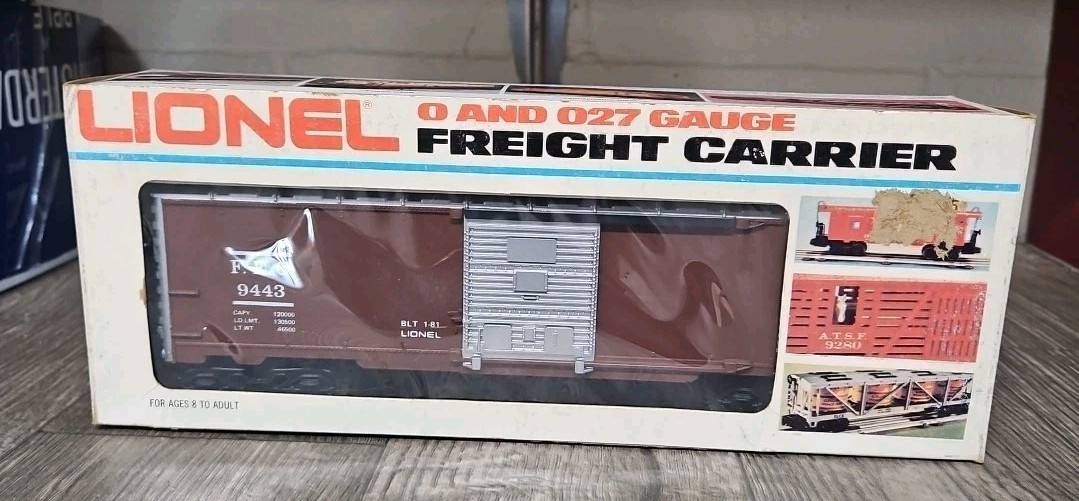 LIONEL®
O AND O27 GAUGE
FREIGHT CARRIER
9443
CAPY. 120000
LD.LMT. 130500
LT.WT. 46500
BLT 1-81
LIONEL
A.T.S.F.
9280
FOR AGES 8 TO ADULT